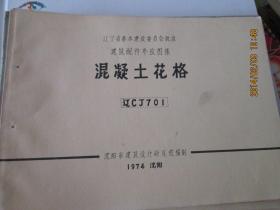 辽宁省基本建设委员会批准
建筑配件通用图集
混凝土花格
辽CJ701
沈阳市建筑设计研究院编制
1974 沈阳